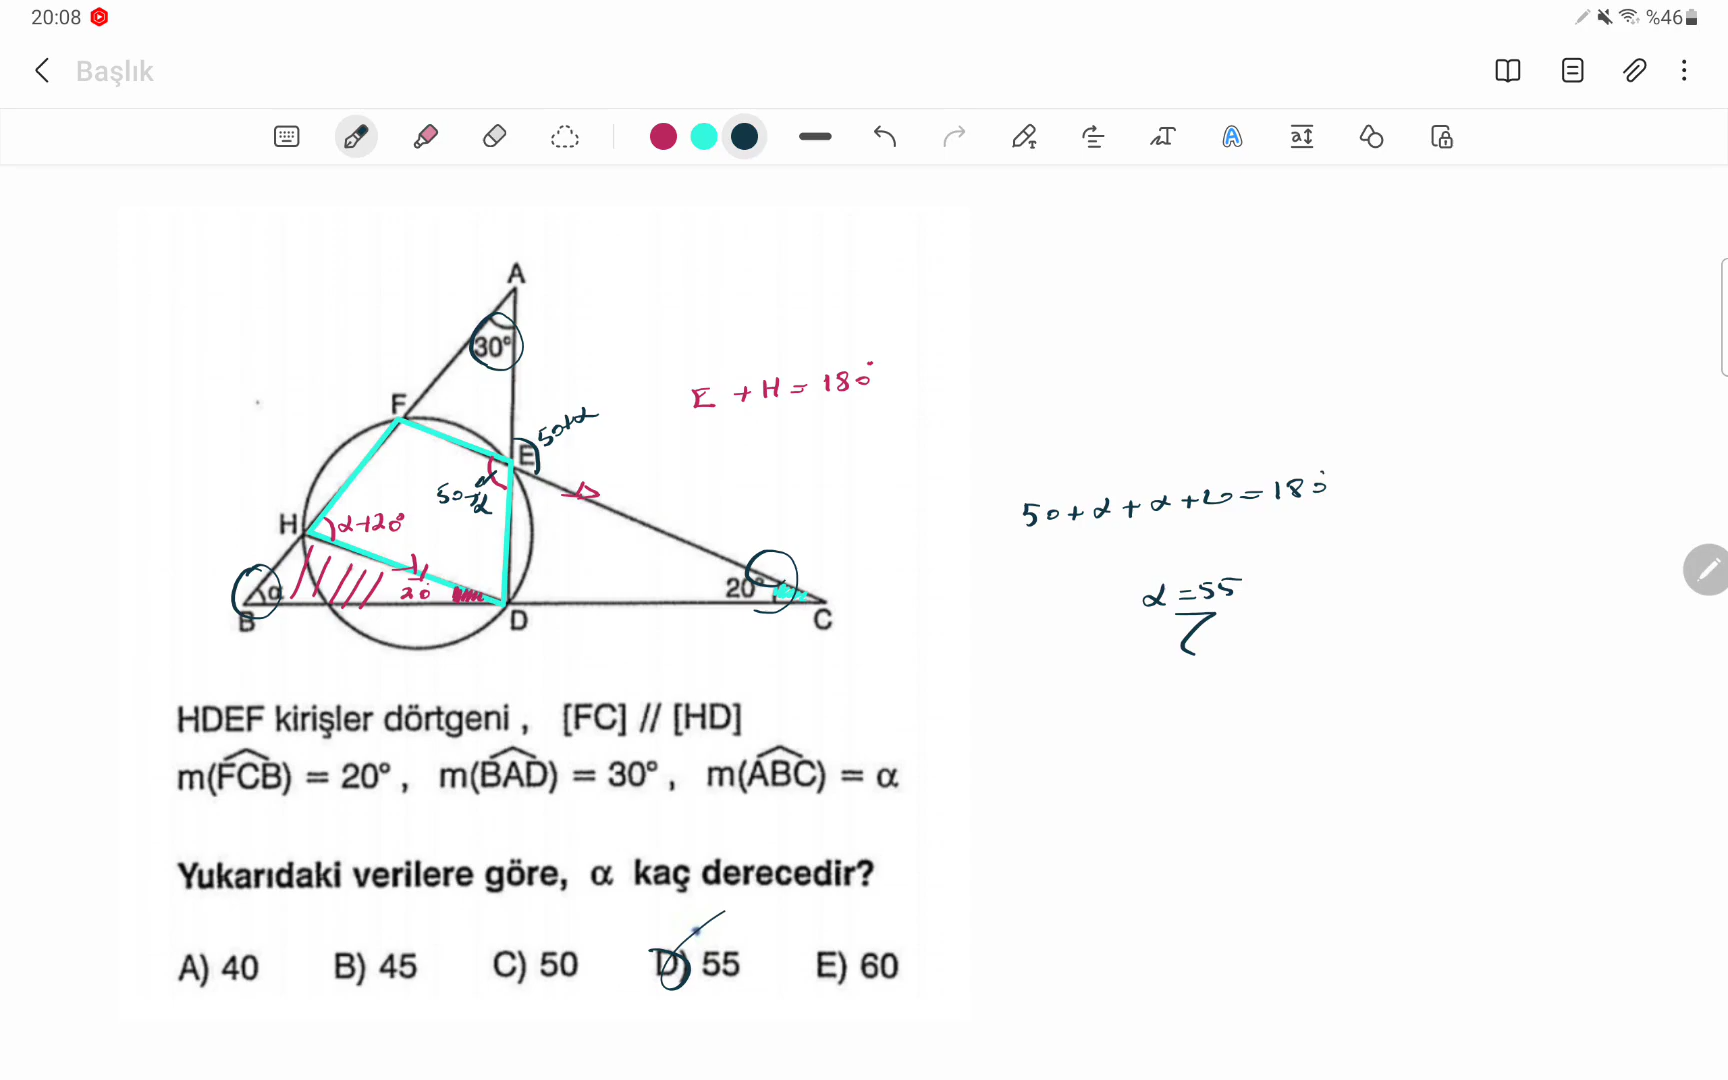 20:08
%46
Başlık
A
30°
F
E + H = 180°
50+α
E
50+α
50+α+α+20=180°
H
α+20°
α=55
20°
α
20°
B
D
C
HDEF kirişler dörtgeni , [FC] // [HD]
m(FCB) = 20° , m(BAD) = 30° , m(ABC) = α
Yukarıdaki verilere göre, α kaç derecedir?
A) 40 B) 45 C) 50 D) 55 E) 60